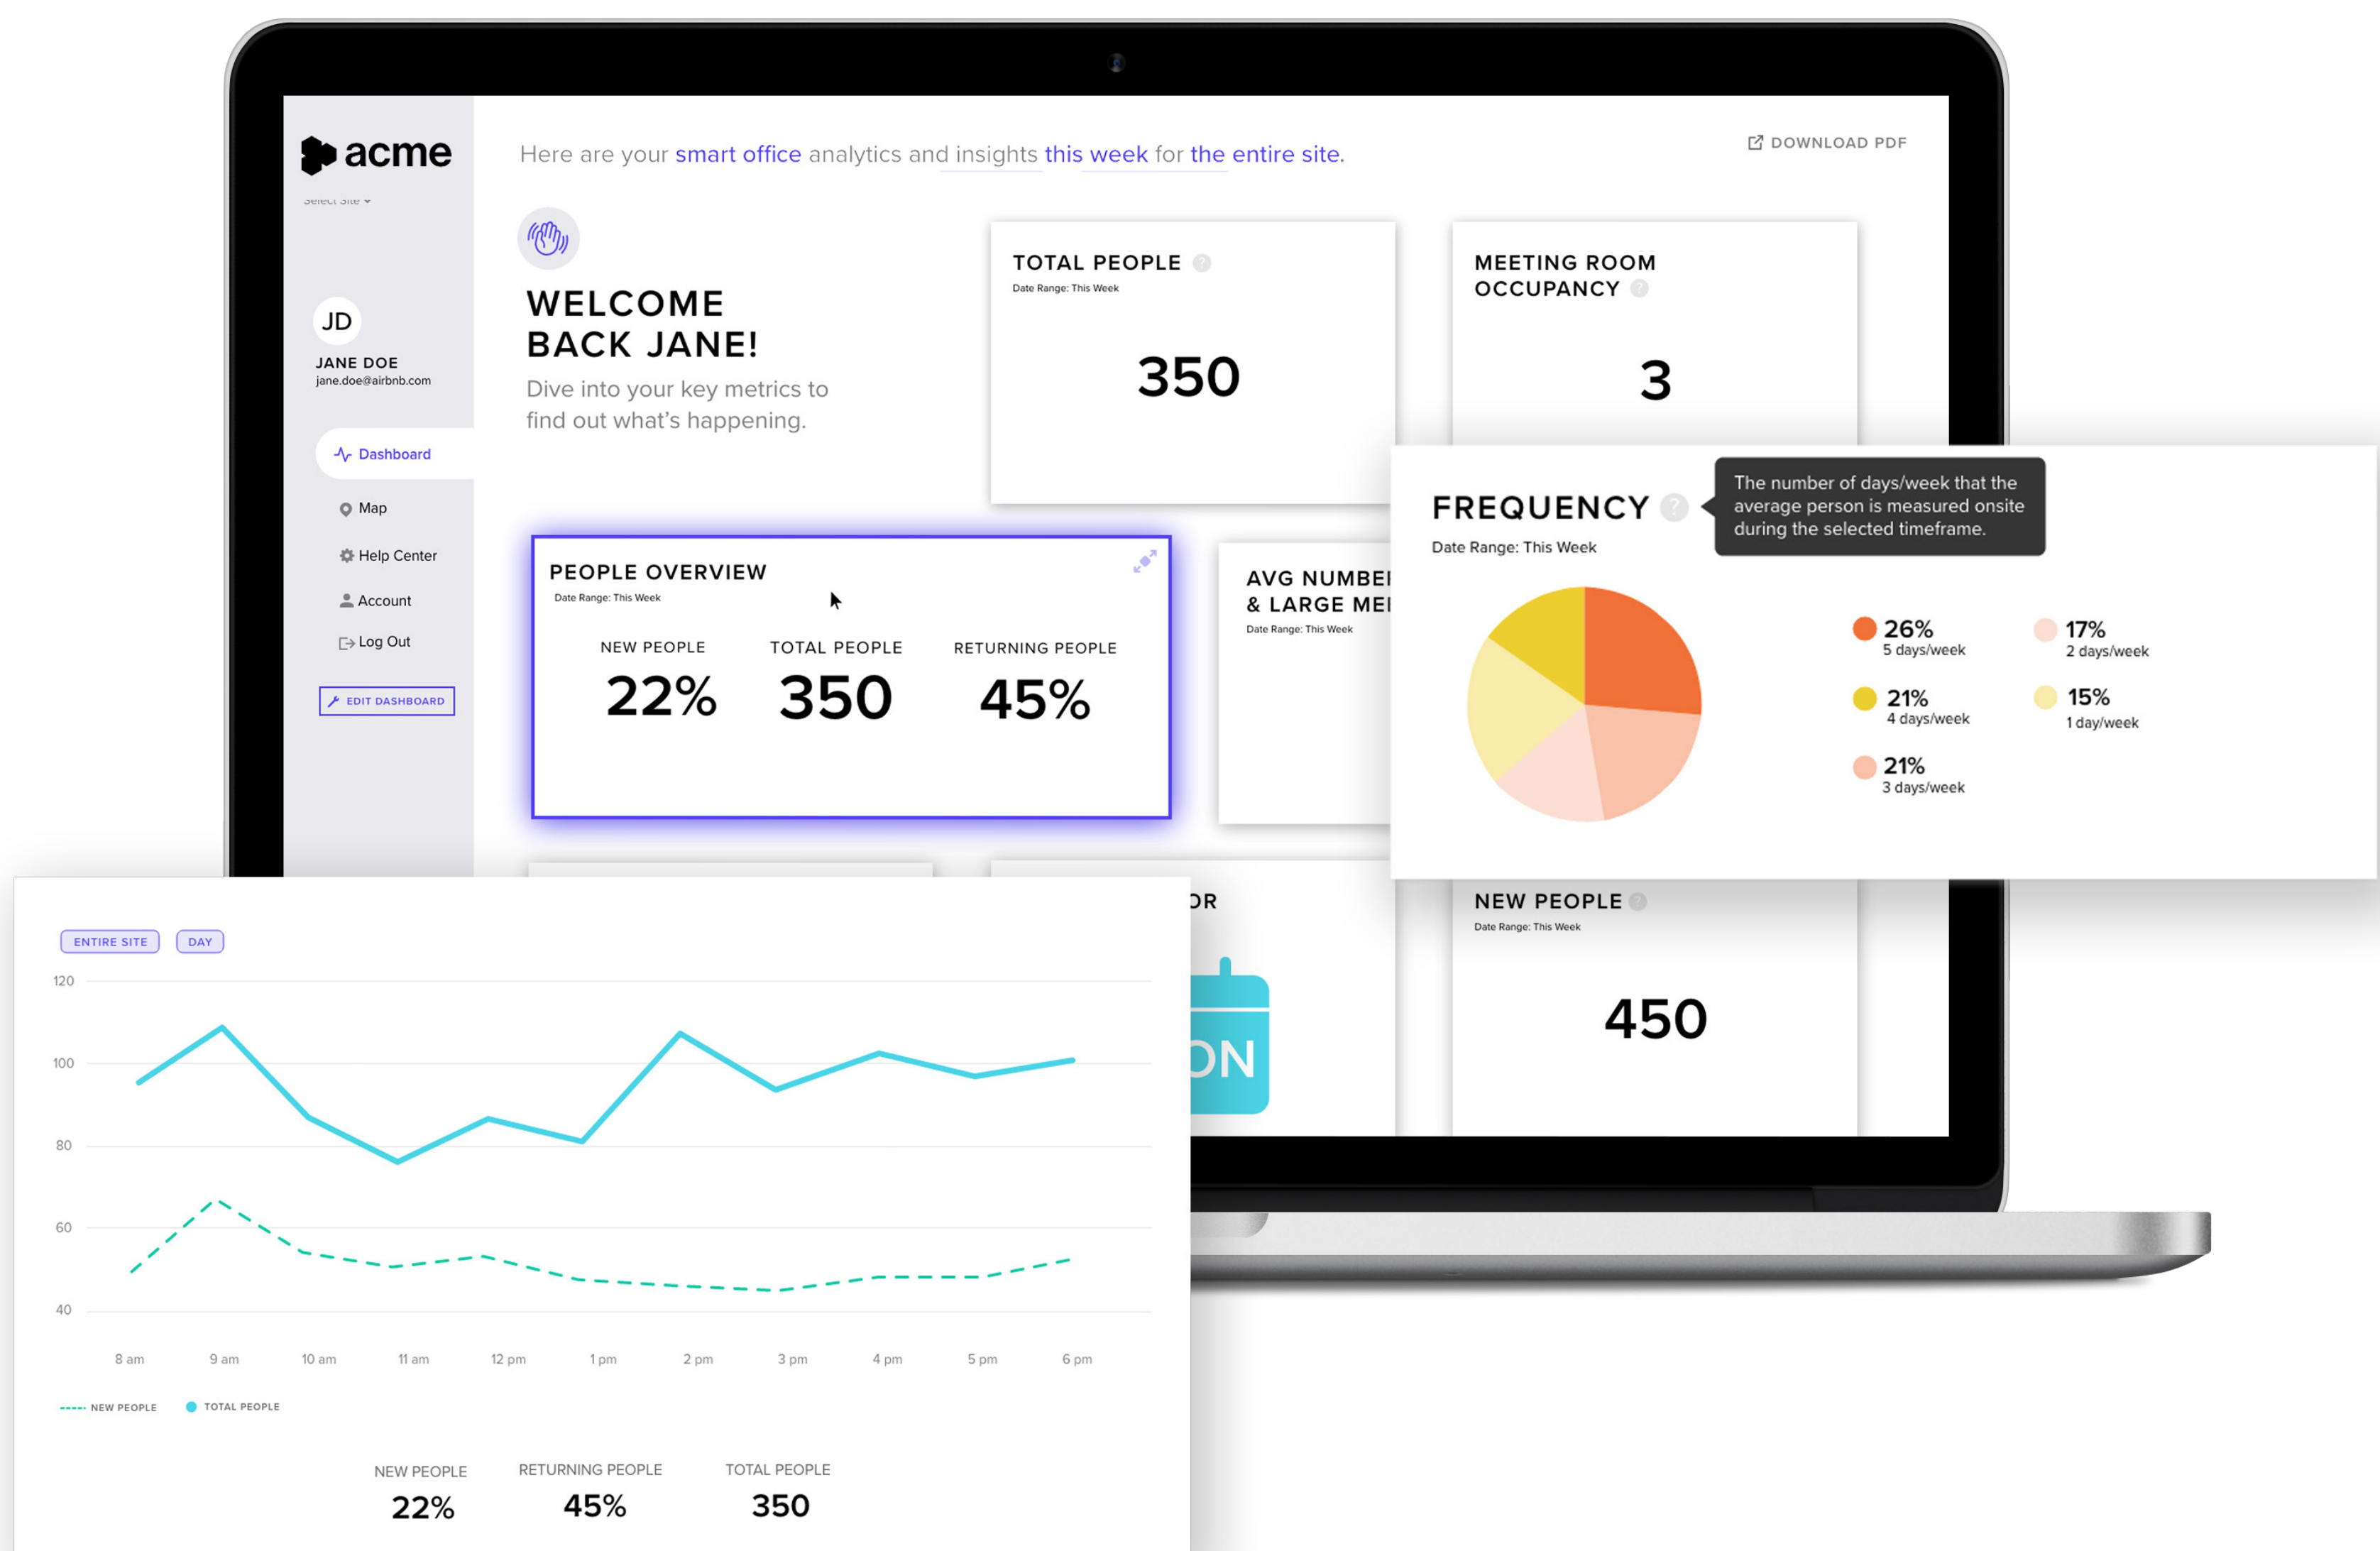 acme
Select Site
JD
JANE DOE
jane.doe@airbnb.com
Dashboard
Map
Help Center
Account
Log Out
EDIT DASHBOARD
Here are your smart office analytics and insights this week for the entire site.
DOWNLOAD PDF
WELCOME
BACK JANE!
Dive into your key metrics to
find out what's happening.
TOTAL PEOPLE ?
Date Range: This Week
350
MEETING ROOM
OCCUPANCY ?
3
PEOPLE OVERVIEW
Date Range: This Week
NEW PEOPLE TOTAL PEOPLE RETURNING PEOPLE
22% 350 45%
AVG NUMBE
& LARGE ME
Date Range: This Week
FREQUENCY ?
Date Range: This Week
The number of days/week that the
average person is measured onsite
during the selected timeframe.
26%
5 days/week
21%
4 days/week
21%
3 days/week
17%
2 days/week
15%
1 day/week
OR
ON
NEW PEOPLE ?
Date Range: This Week
450
ENTIRE SITE DAY
120
100
80
60
40
8 am 9 am 10 am 11 am 12 pm 1 pm 2 pm 3 pm 4 pm 5 pm 6 pm
NEW PEOPLE TOTAL PEOPLE
NEW PEOPLE RETURNING PEOPLE TOTAL PEOPLE
22% 45% 350